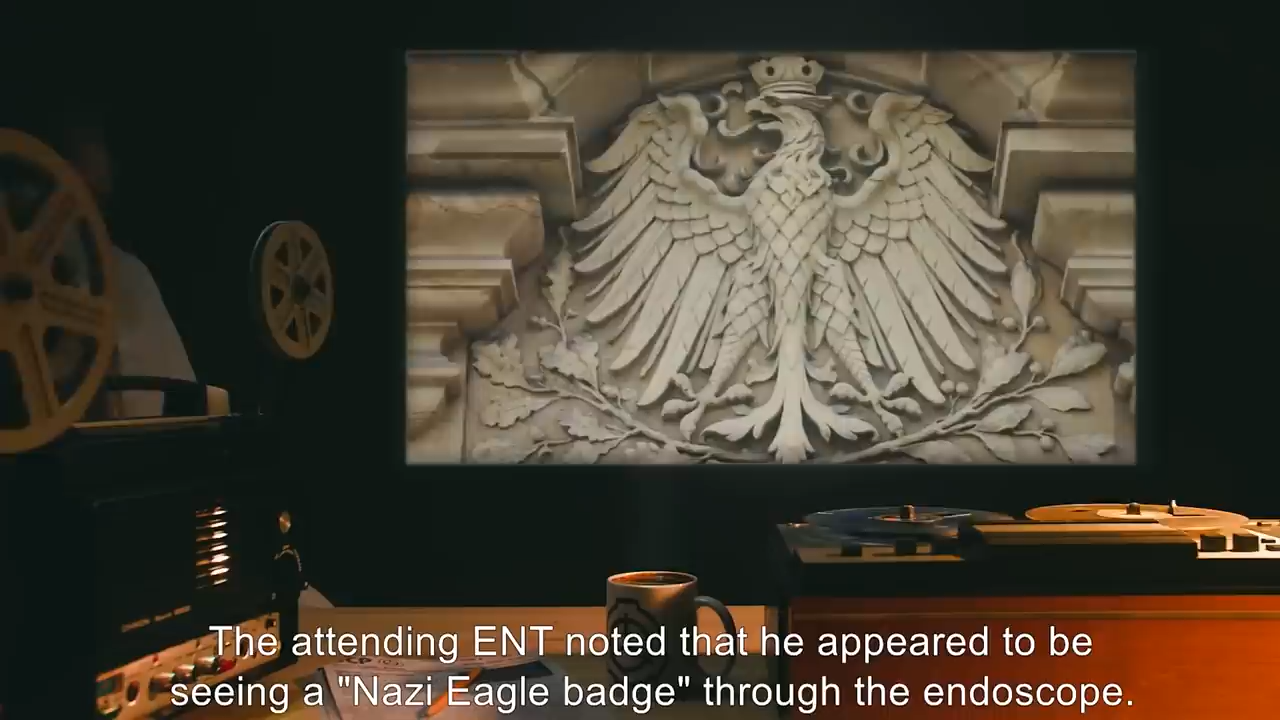 The attending ENT noted that he appeared to be
seeing a "Nazi Eagle badge" through the endoscope.